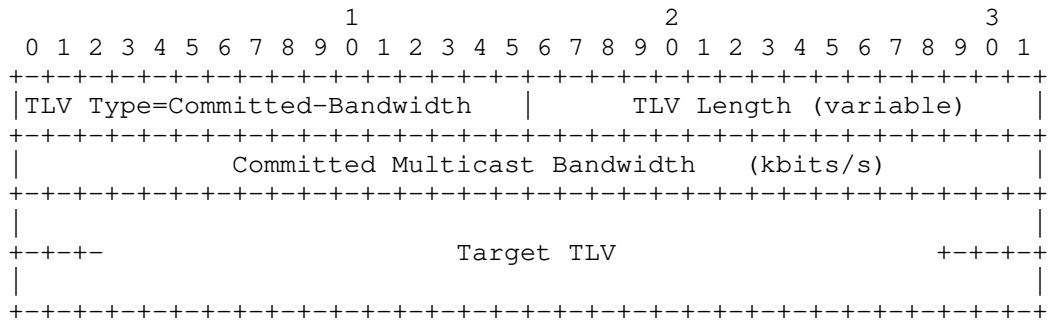 1                   2                   3
 0 1 2 3 4 5 6 7 8 9 0 1 2 3 4 5 6 7 8 9 0 1 2 3 4 5 6 7 8 9 0 1
+-+-+-+-+-+-+-+-+-+-+-+-+-+-+-+-+-+-+-+-+-+-+-+-+-+-+-+-+-+-+-+-+
|TLV Type=Committed-Bandwidth   |      TLV Length (variable)    |
+-+-+-+-+-+-+-+-+-+-+-+-+-+-+-+-+-+-+-+-+-+-+-+-+-+-+-+-+-+-+-+-+
|             Committed Multicast Bandwidth   (kbits/s)         |
+-+-+-+-+-+-+-+-+-+-+-+-+-+-+-+-+-+-+-+-+-+-+-+-+-+-+-+-+-+-+-+-+
|                                                               |
+-+-+-                      Target TLV                    +-+-+-+
|                                                               |
+-+-+-+-+-+-+-+-+-+-+-+-+-+-+-+-+-+-+-+-+-+-+-+-+-+-+-+-+-+-+-+-+